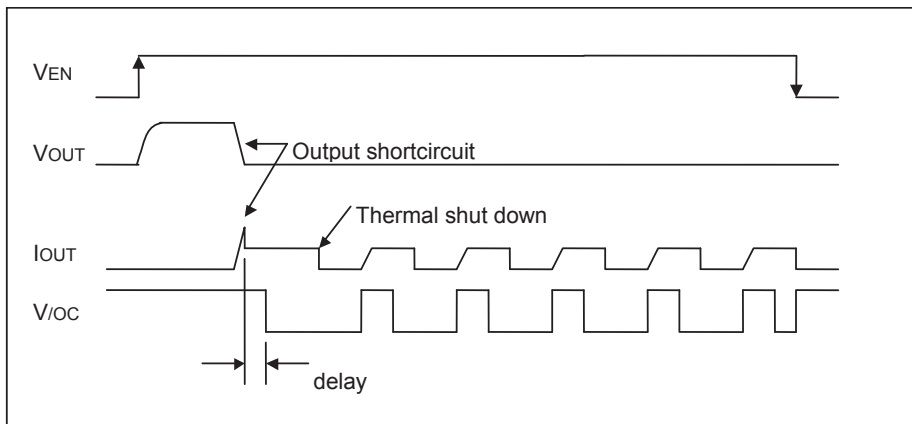 VEN
VOUT
Output shortcircuit
Thermal shut down
IOUT
V/OC
delay